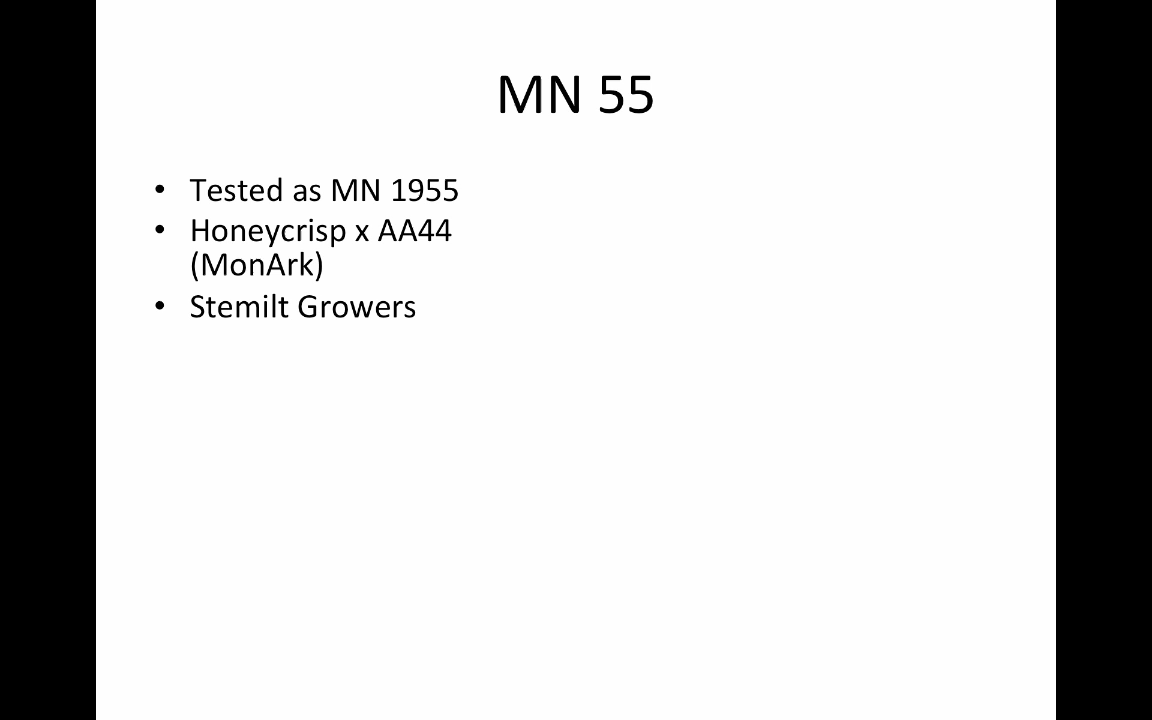 MN 55
• Tested as MN 1955
• Honeycrisp x AA44
(MonArk)
• Stemilt Growers